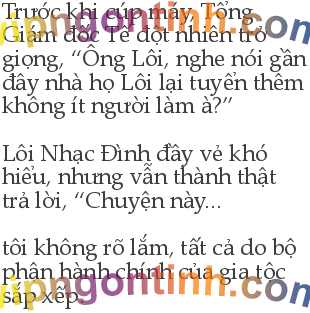 Trước khi cúp máy, Tổng
Giám đốc Tề đột nhiên trở
giọng, “Ông Lôi, nghe nói gần
đây nhà họ Lôi lại tuyển thêm
không ít người làm à?”
Lôi Nhạc Đình đầy vẻ khó
hiểu, nhưng vẫn thành thật
trả lời, “Chuyện này...
tôi không rõ lắm, tất cả do bộ
phận hành chính của gia tộc
sắp xếp.